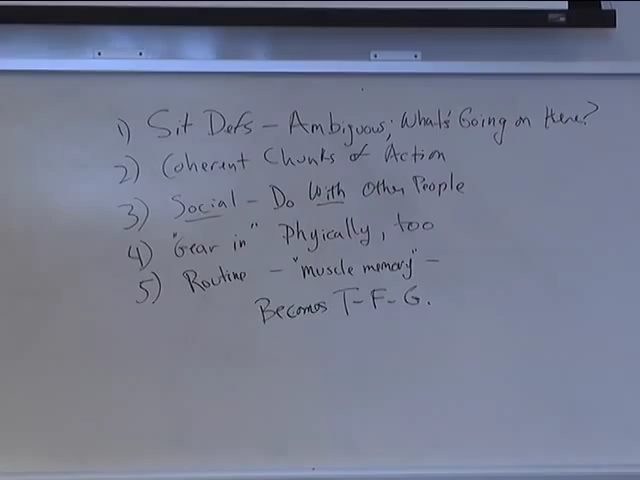 1) Sit Defs - Ambiguous; What's Going on Here?
2) Coherent Chunks of Action
3) Social - Do With Other People
4) "Gear in" Phyically, too
5) Routine - "muscle memory" -
Becomes T-F-G.